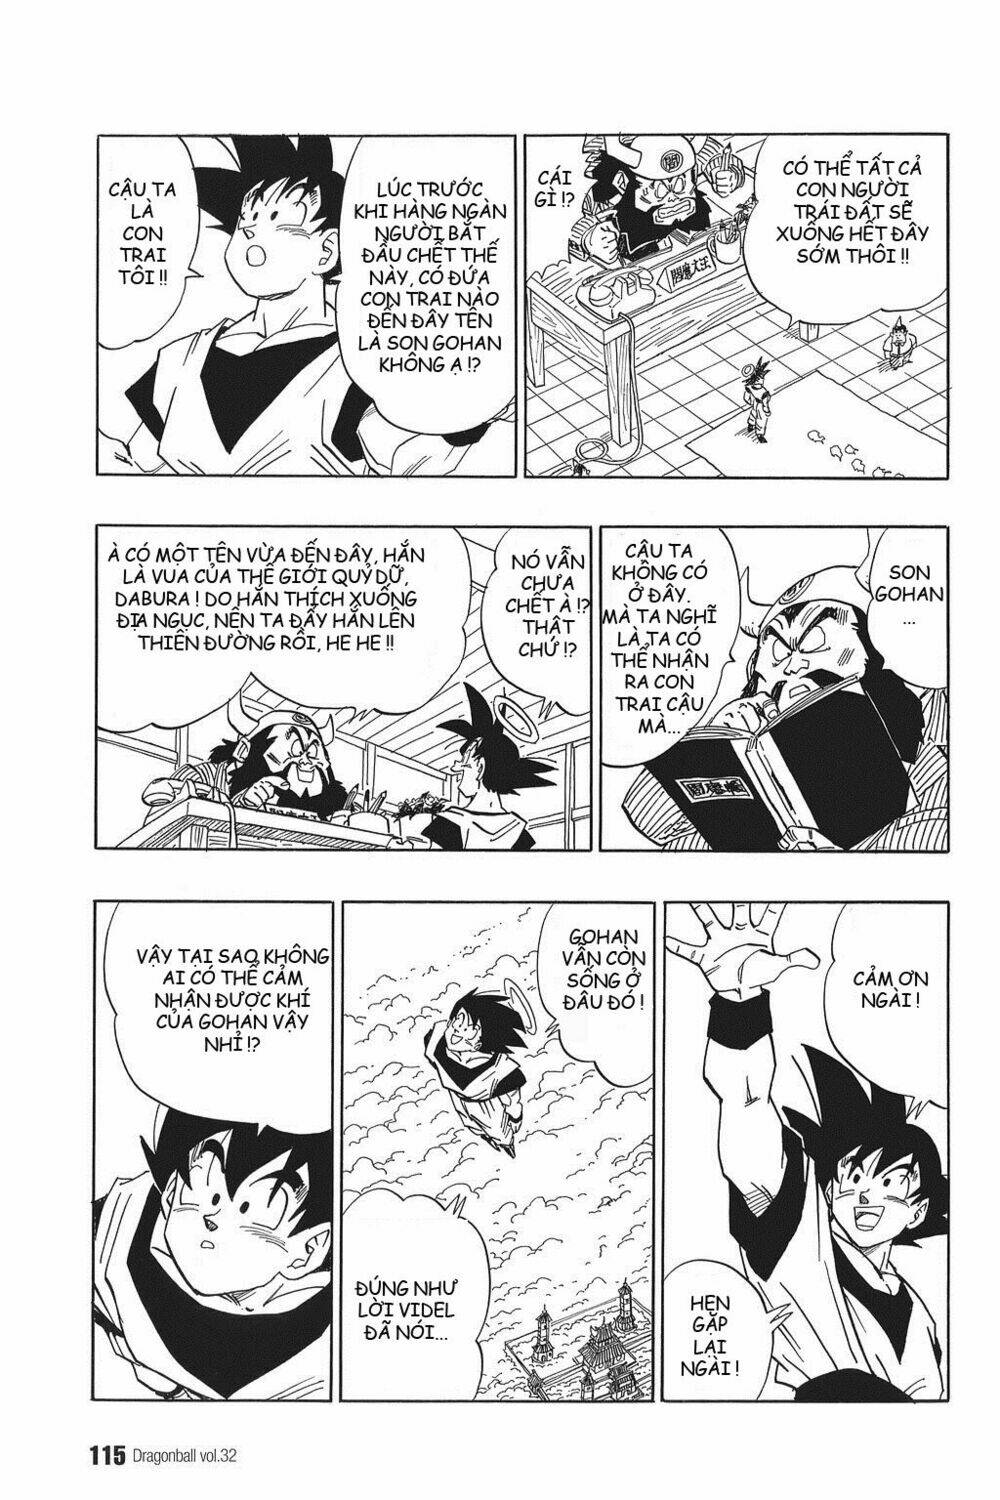 CÓ THỂ TẤT CẢ
CON NGƯỜI
TRÁI ĐẤT SẼ
XUỐNG HẾT ĐÂY
SỚM THÔI !!
CÁI
GÌ !?
閻魔大王
LÚC TRƯỚC
KHI HÀNG NGÀN
NGƯỜI BẮT
ĐẦU CHẾT THẾ
NÀY, CÓ ĐỨA
CON TRAI NÀO
ĐẾN ĐÂY TÊN
LÀ SON GOHAN
KHÔNG Ạ !?
CẬU TA
LÀ
CON
TRAI
TÔI !!
SON
GOHAN
...
CẬU TA
KHÔNG CÓ
Ở ĐÂY.
MÀ TA NGHĨ
LÀ TA CÓ
THỂ NHẬN
RA CON
TRAI CẬU
MÀ...
NÓ VẪN
CHƯA
CHẾT À !?
THẬT
CHỨ !?
À CÓ MỘT TÊN VỪA ĐẾN ĐÂY, HẮN
LÀ VUA CỦA THẾ GIỚI QUỶ DỮ,
DABURA ! DO HẮN THÍCH XUỐNG
ĐỊA NGỤC, NÊN TA ĐẨY HẮN LÊN
THIÊN ĐƯỜNG RỒI, HE HE !!
CẢM ƠN
NGÀI !
HẸN
GẶP
LẠI
NGÀI !
GOHAN
VẪN CÒN
SỐNG Ở
ĐÂU ĐÓ !
ĐÚNG NHƯ
LỜI VIDEL
ĐÃ NÓI...
VẬY TẠI SAO KHÔNG
AI CÓ THỂ CẢM
NHẬN ĐƯỢC KHÍ
CỦA GOHAN VẬY
NHỈ !?
115 Dragonball vol.32